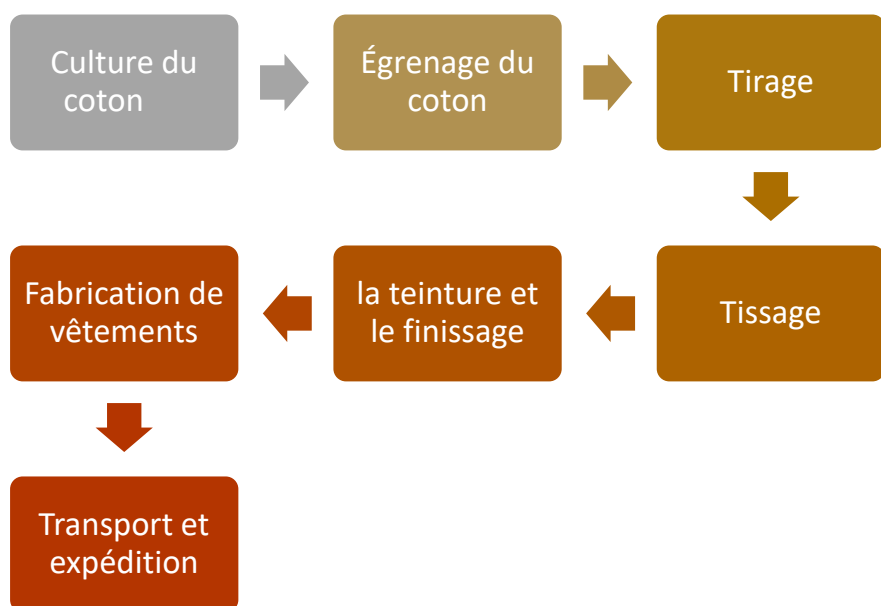 Culture du
coton
Égrenage du
coton
Tirage
Tissage
la teinture et
le finissage
Fabrication de
vêtements
Transport et
expédition